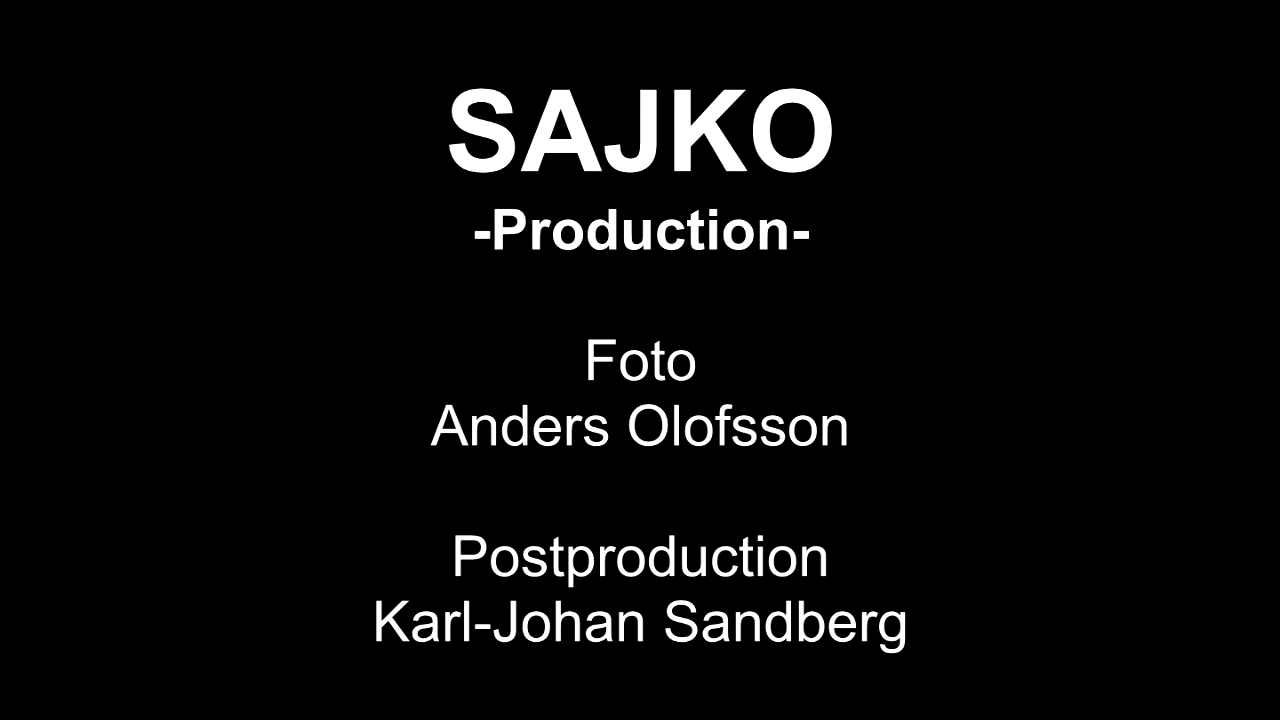 SAJKO
-Production-
Foto
Anders Olofsson
Postproduction
Karl-Johan Sandberg